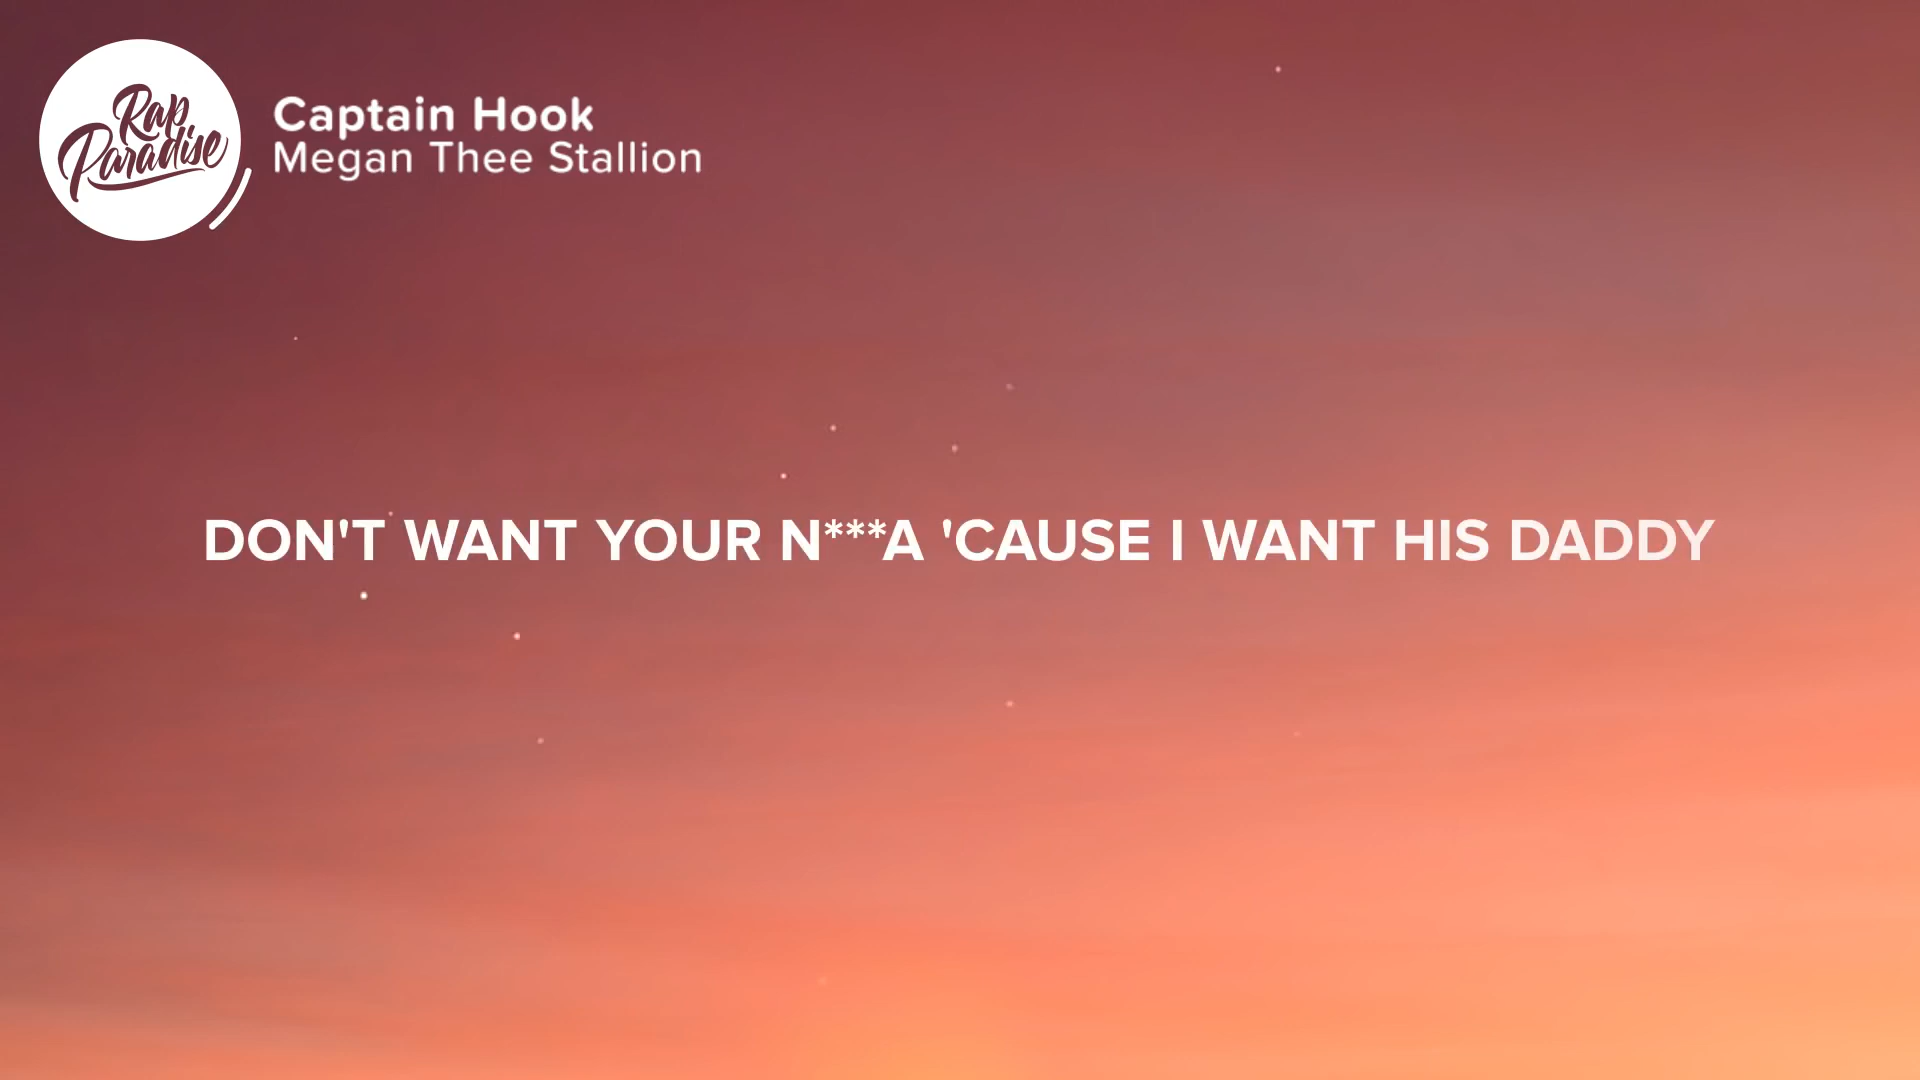 Rap
Paradise
Captain Hook
Megan Thee Stallion
DON'T WANT YOUR N***A 'CAUSE I WANT HIS DADDY